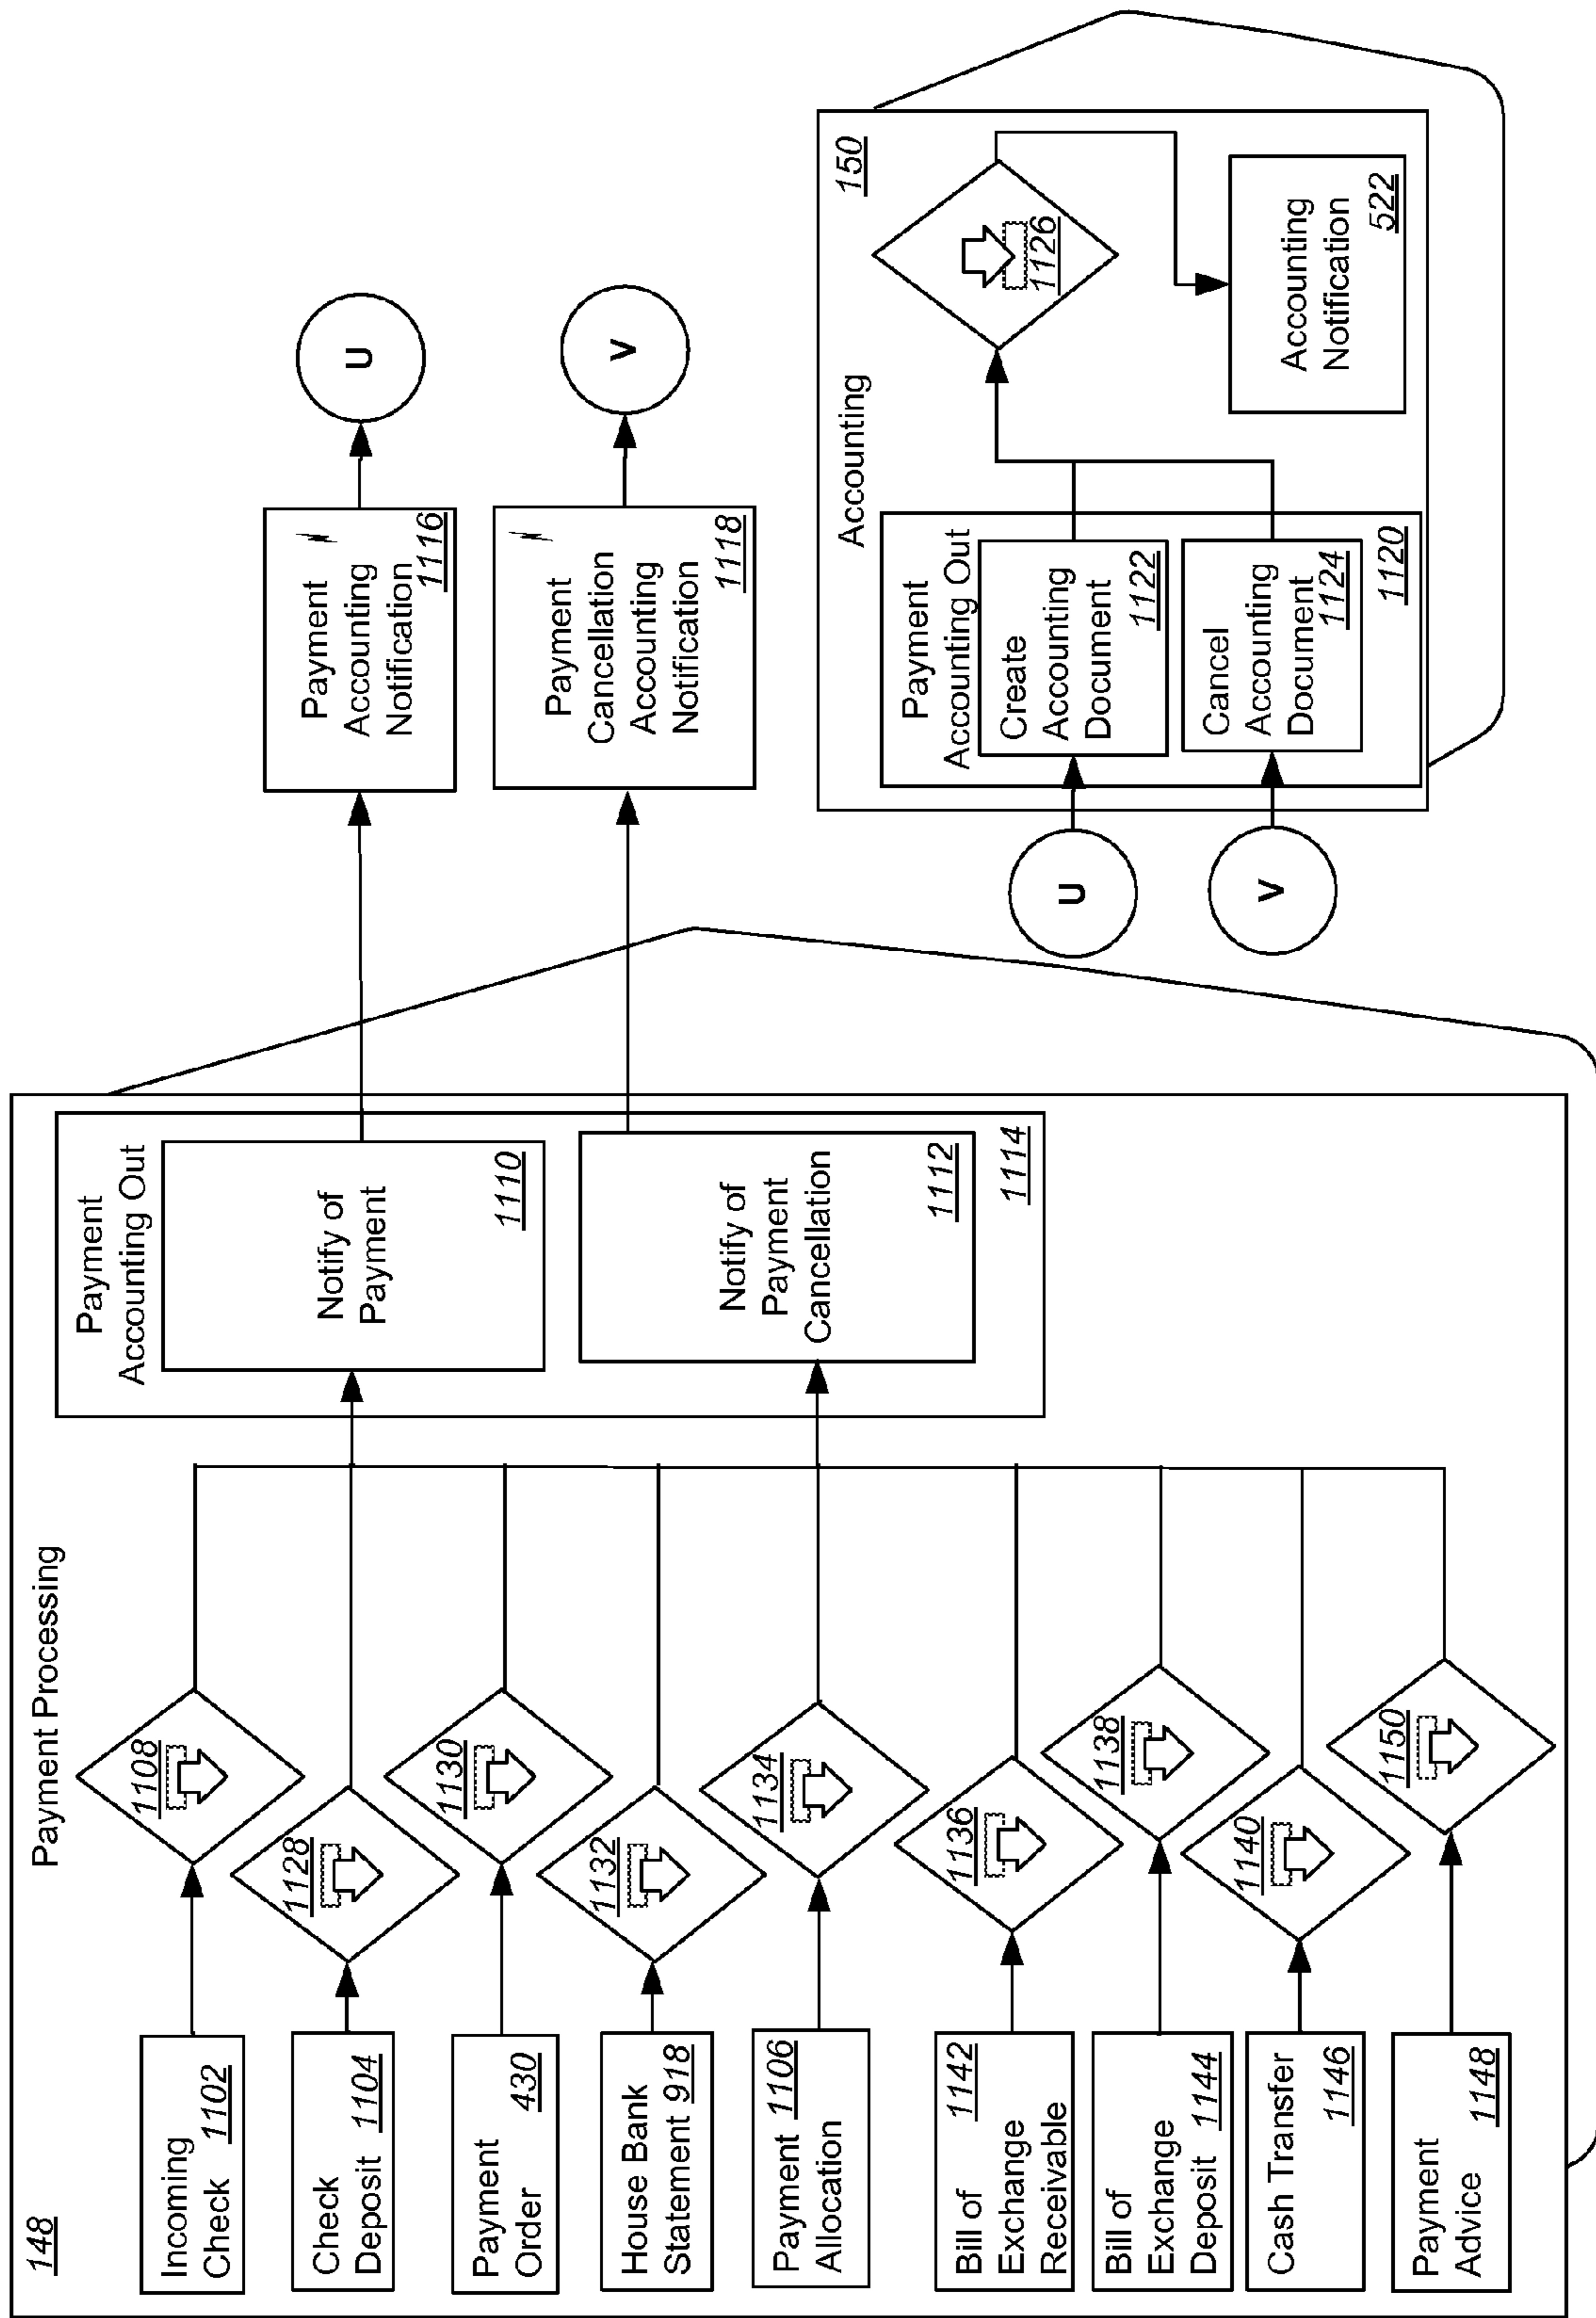 148
Payment Processing
Incoming
Check 1102
1108
Check
Deposit 1104
1128
Payment
Order
430
1130
House Bank
Statement 918
1132
Payment 1106
Allocation
1134
Bill of
Exchange
Receivable
1142
1136
Bill of
Exchange
Deposit 1144
1138
Cash Transfer
1146
1140
Payment
Advice
1148
1150
Payment
Accounting Out
Notify of
Payment
1110
Notify of
Payment
Cancellation
1112
1114
Payment
Accounting
Notification
1116
U
Payment
Cancellation
Accounting
Notification
1118
V
U
V
Accounting
150
Payment
Accounting Out
Create
Accounting
Document
1122
Cancel
Accounting
Document
1124
1120
1126
Accounting
Notification
522